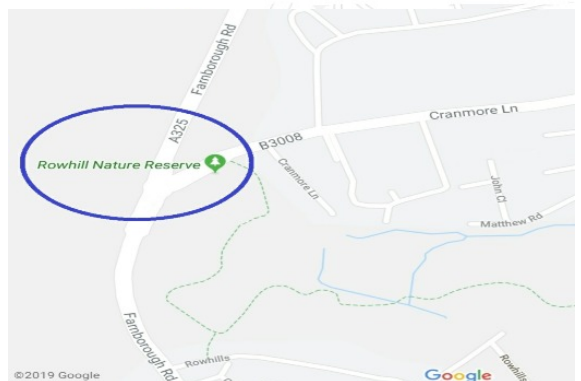 Farnborough Rd
A325
Cranmore Ln
B3008
Rowhill Nature Reserve
Cranmore Ln
John Cl
Matthew Rd
Farnborough Rd
Rowhills
Rowhills
©2019 Google
Google